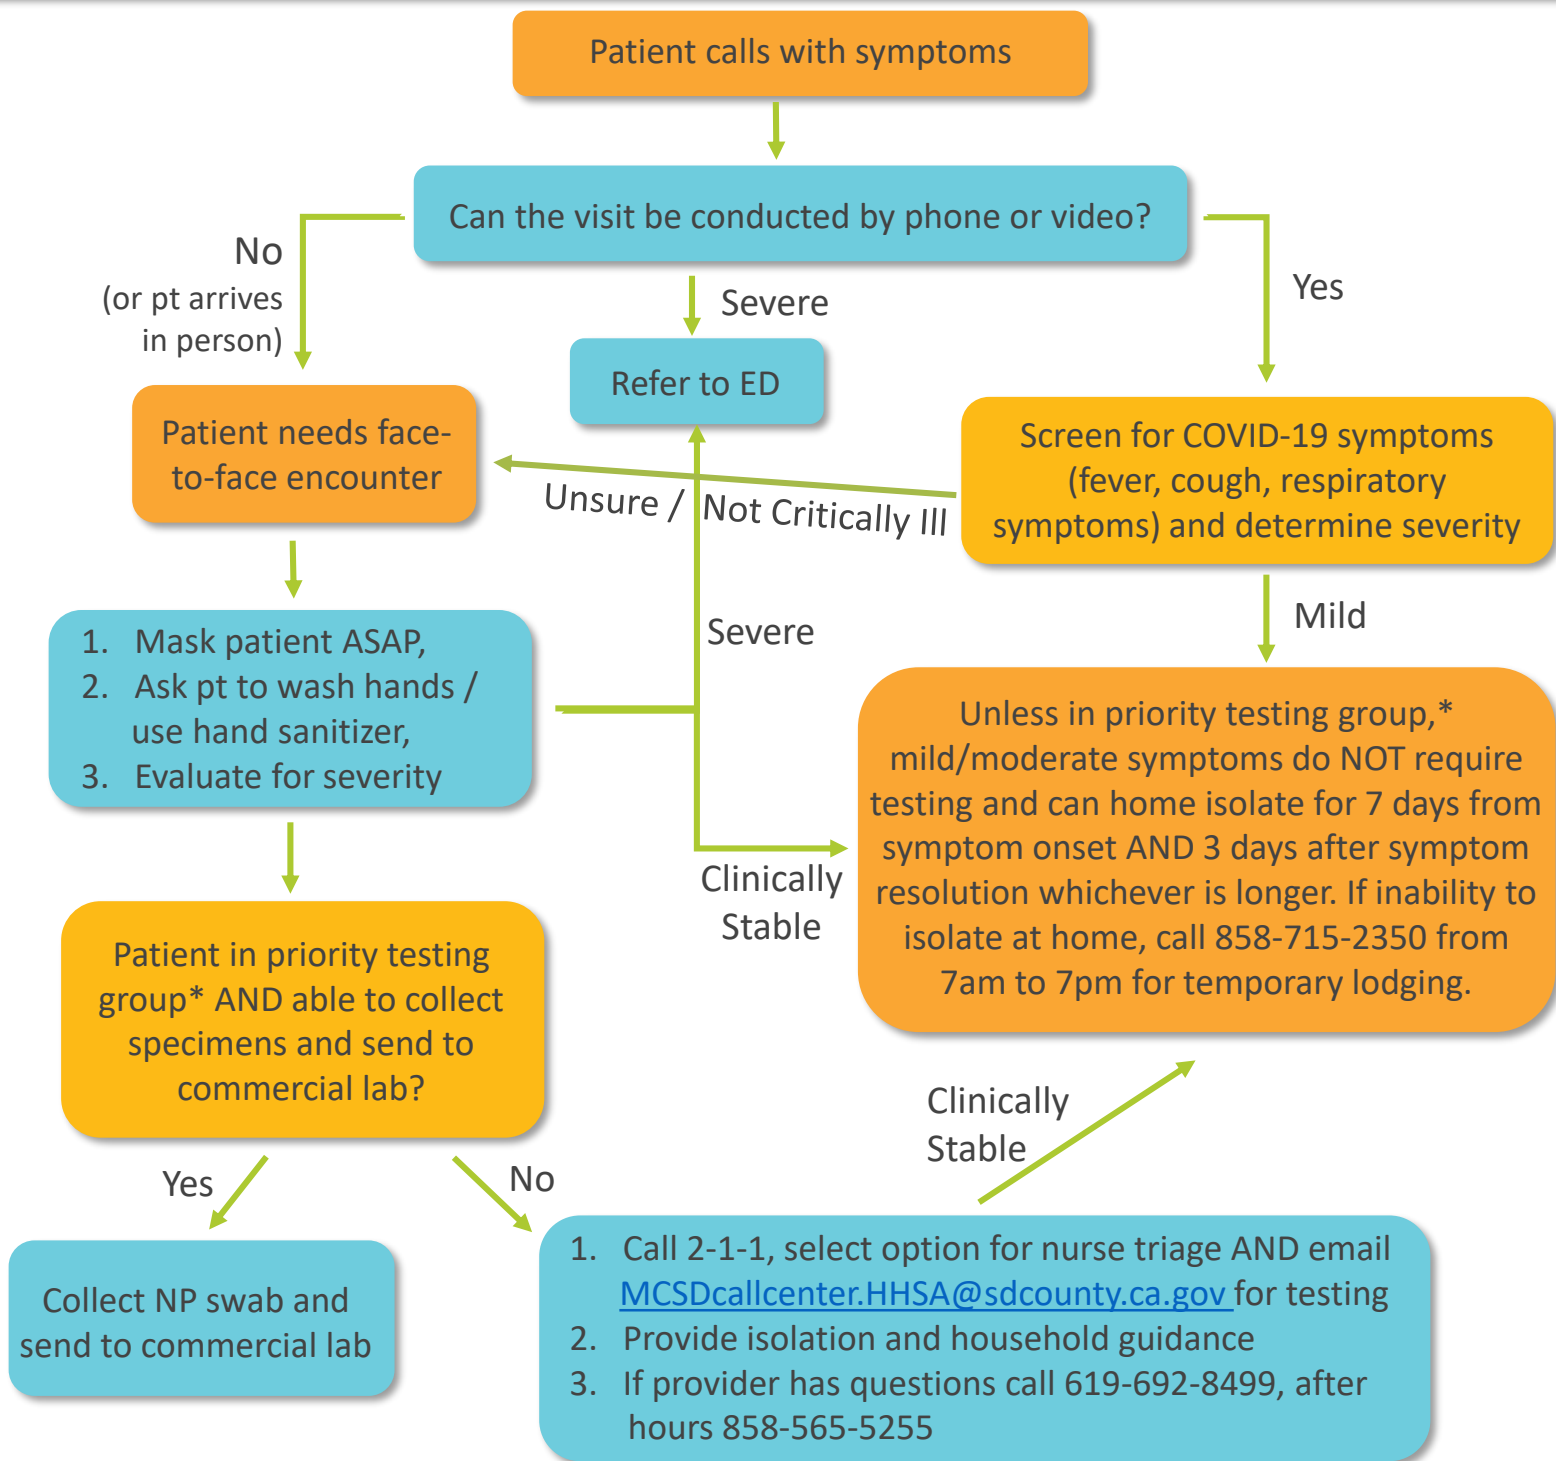 Patient calls with symptoms
Can the visit be conducted by phone or video?
No
(or pt arrives
in person)
Severe
Yes
Refer to ED
Patient needs face-
to-face encounter
Screen for COVID-19 symptoms
(fever, cough, respiratory
symptoms) and determine severity
Unsure / Not Critically Ill
Mild
Severe
1. Mask patient ASAP,
2. Ask pt to wash hands /
use hand sanitizer,
3. Evaluate for severity
Unless in priority testing group,*
mild/moderate symptoms do NOT require
testing and can home isolate for 7 days from
symptom onset AND 3 days after symptom
resolution whichever is longer. If inability to
isolate at home, call 858-715-2350 from
7am to 7pm for temporary lodging.
Clinically
Stable
Patient in priority testing
group* AND able to collect
specimens and send to
commercial lab?
Clinically
Stable
Yes
No
Collect NP swab and
send to commercial lab
1. Call 2-1-1, select option for nurse triage AND email
MCSDcallcenter.HHSA@sdcounty.ca.gov for testing
2. Provide isolation and household guidance
3. If provider has questions call 619-692-8499, after
hours 858-565-5255